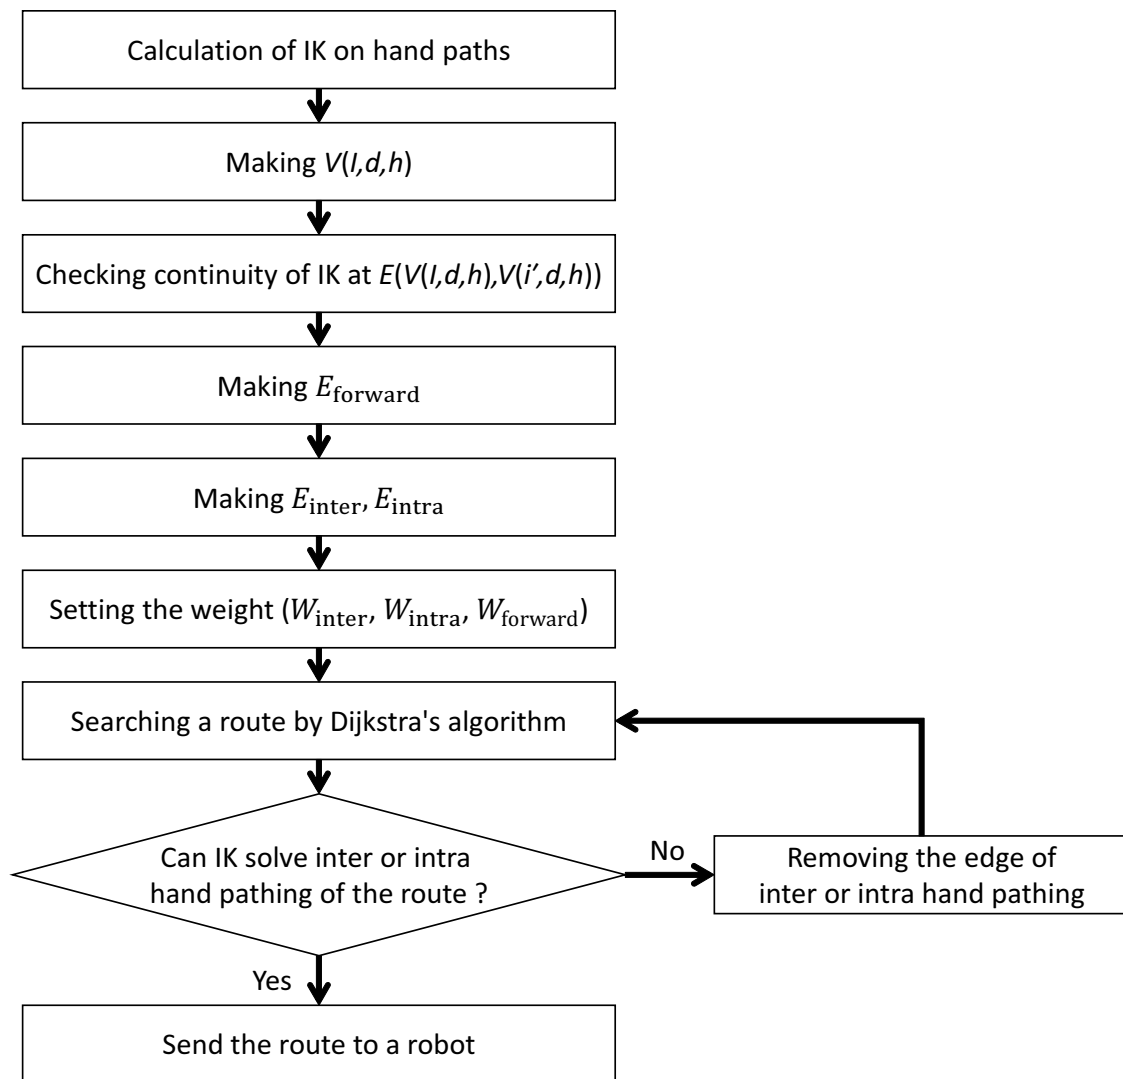 Calculation of IK on hand paths
Making V(I,d,h)
Checking continuity of IK at E(V(I,d,h),V(i',d,h))
Making E_forward
Making E_inter, E_intra
Setting the weight (W_inter, W_intra, W_forward)
Searching a route by Dijkstra's algorithm
Can IK solve inter or intra
hand pathing of the route ?
No
Removing the edge of
inter or intra hand pathing
Yes
Send the route to a robot